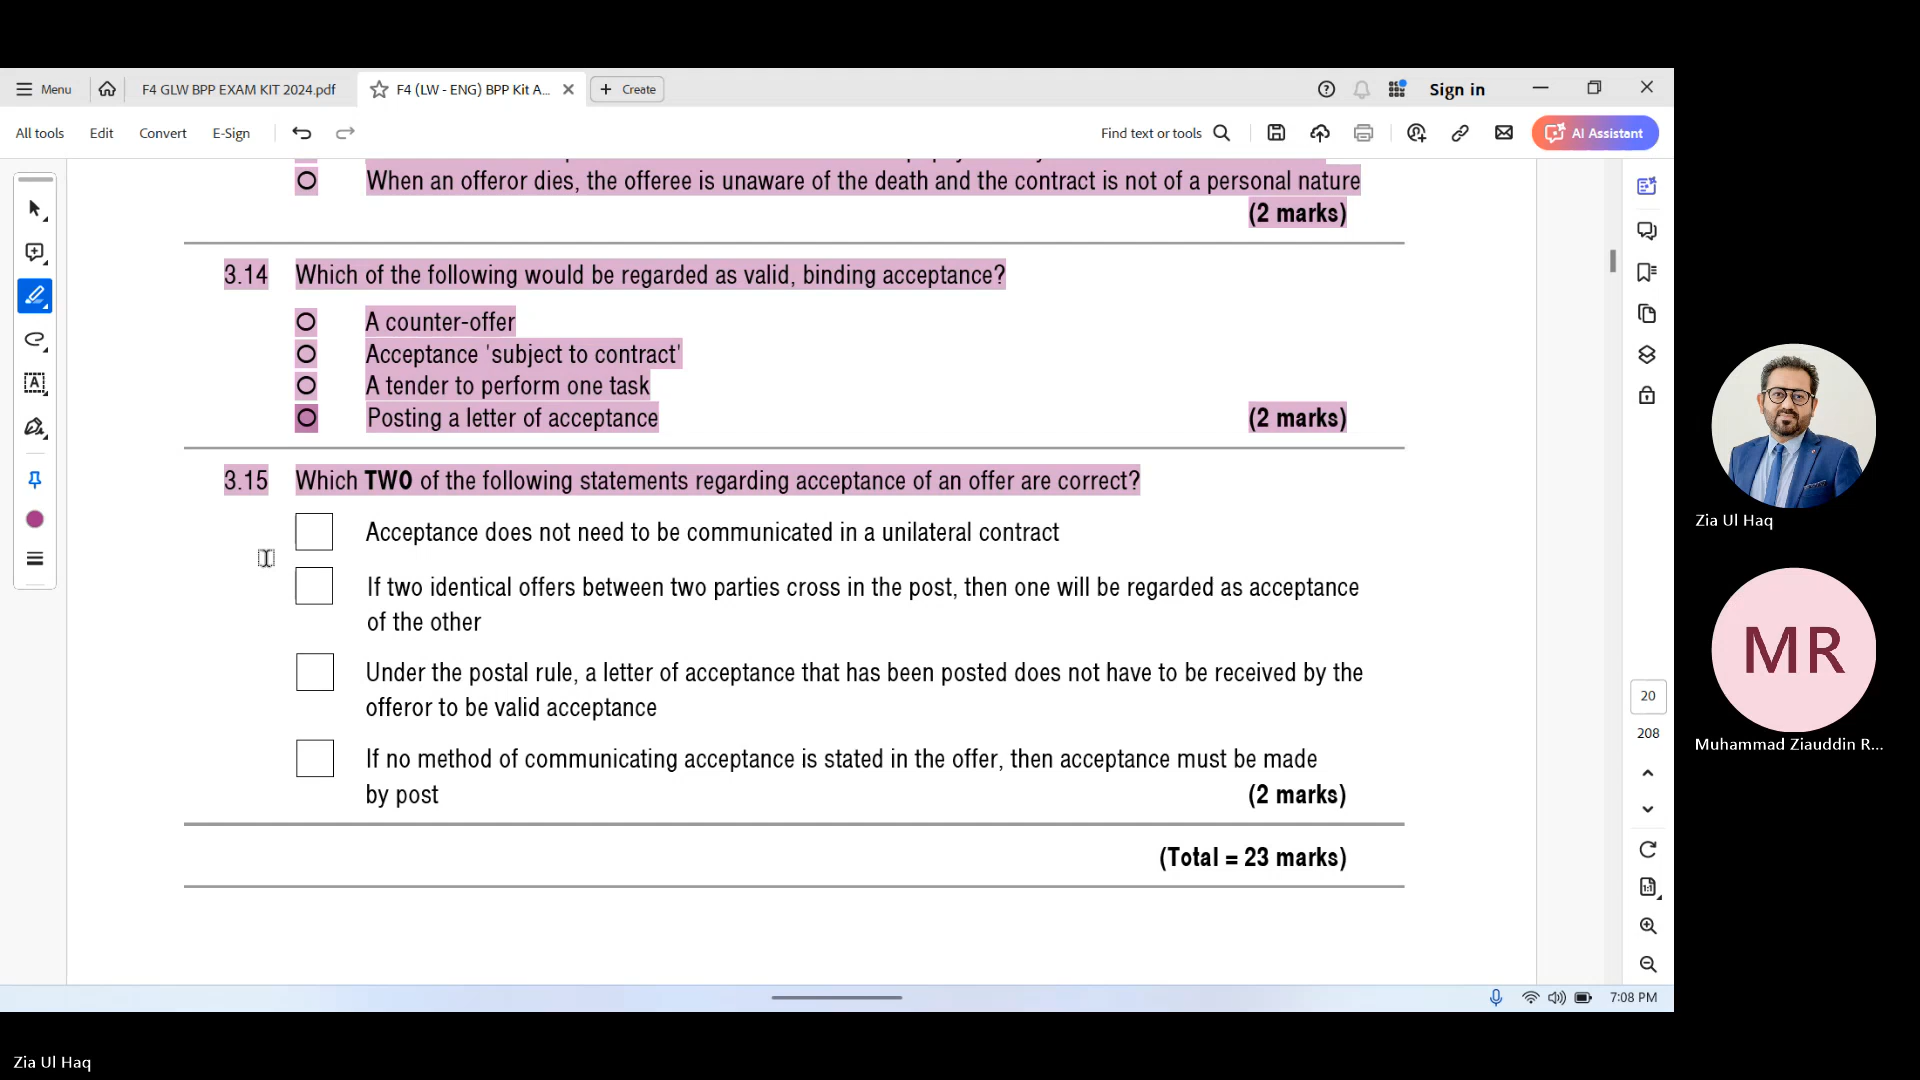 Menu
F4 GLW BPP EXAM KIT 2024.pdf
F4 (LW - ENG) BPP Kit A...
Create
Sign in
All tools
Edit
Convert
E-Sign
Find text or tools
AI Assistant
When an offeror dies, the offeree is unaware of the death and the contract is not of a personal nature
(2 marks)
3.14 Which of the following would be regarded as valid, binding acceptance?
A counter-offer
Acceptance 'subject to contract'
A tender to perform one task
Posting a letter of acceptance (2 marks)
3.15 Which TWO of the following statements regarding acceptance of an offer are correct?
Acceptance does not need to be communicated in a unilateral contract
If two identical offers between two parties cross in the post, then one will be regarded as acceptance
of the other
Under the postal rule, a letter of acceptance that has been posted does not have to be received by the
offeror to be valid acceptance
If no method of communicating acceptance is stated in the offer, then acceptance must be made
by post (2 marks)
(Total = 23 marks)
20
208
1:1
7:08 PM
Zia Ul Haq
MR
Muhammad Ziauddin R...
Zia Ul Haq